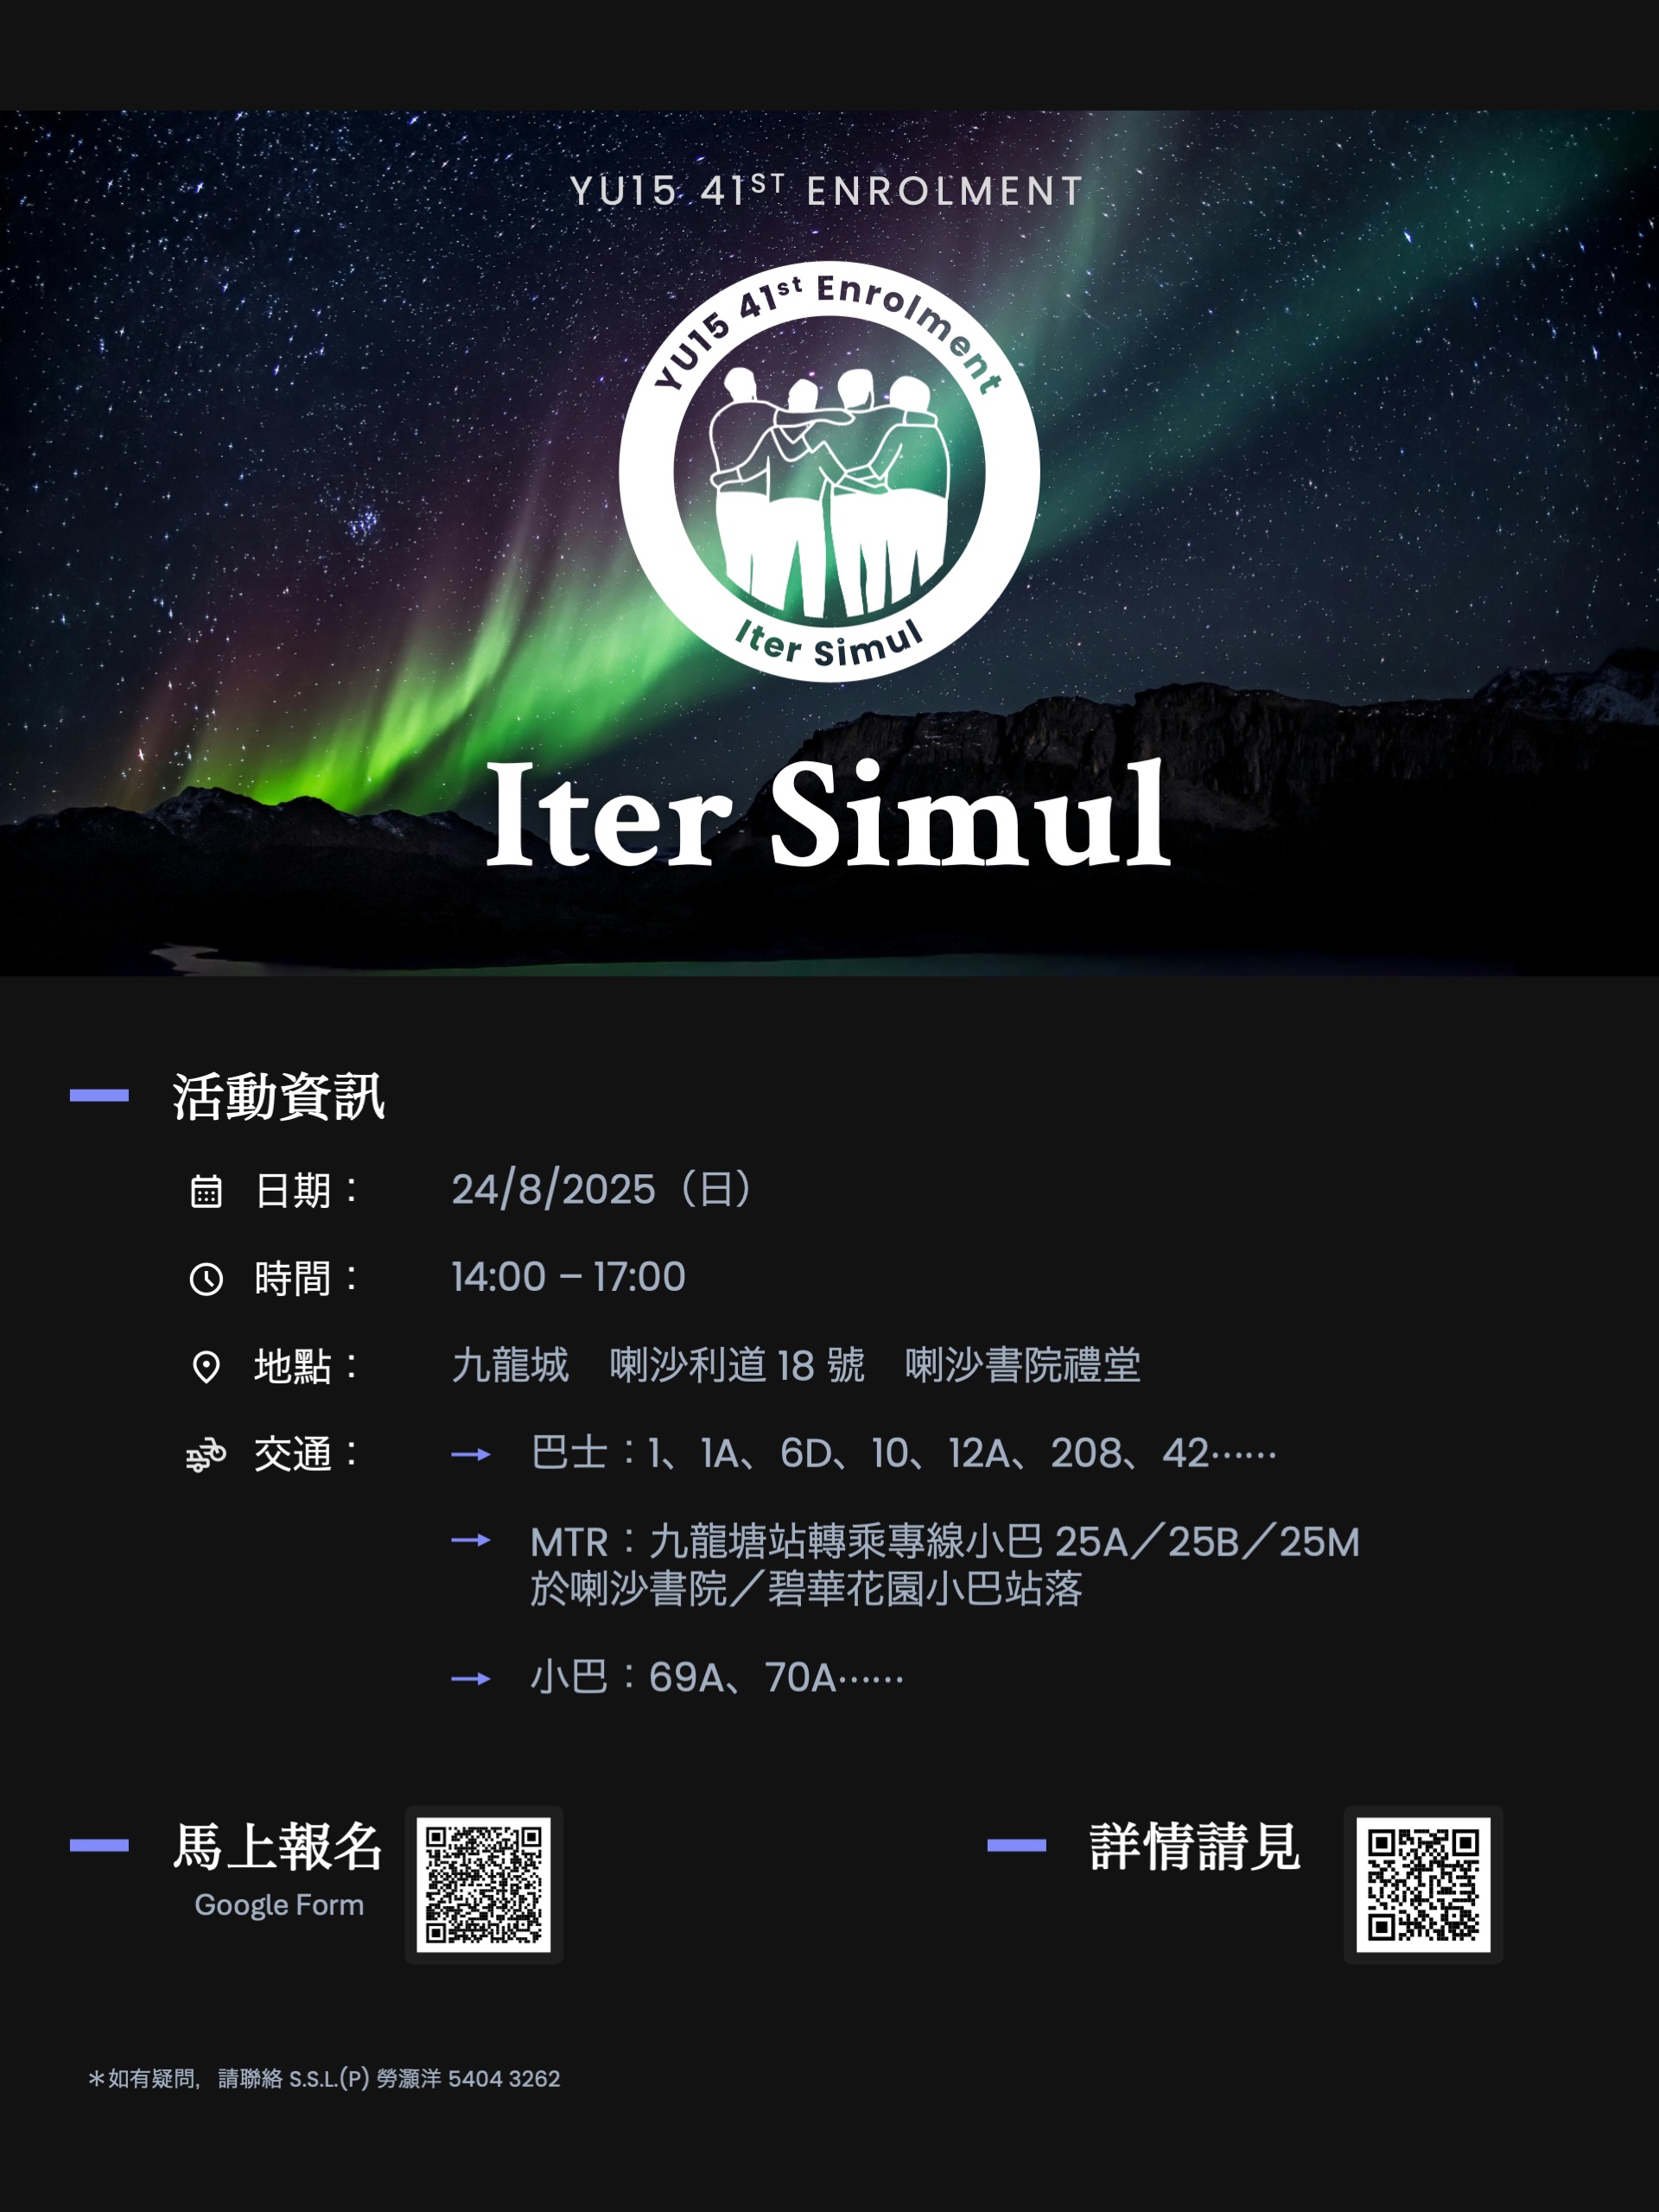 YU15 41ST ENROLMENT
YU15 41st Enrolment
Iter Simul
Iter Simul
活動資訊
日期：　24/8/2025（日）
時間：　14:00 – 17:00
地點：　九龍城　喇沙利道 18 號　喇沙書院禮堂
交通：　→　巴士：1、1A、6D、10、12A、208、42⋯⋯
→　MTR：九龍塘站轉乘專線小巴 25A／25B／25M
於喇沙書院／碧華花園小巴站落
→　小巴：69A、70A⋯⋯
馬上報名
Google Form
詳情請見
＊如有疑問，請聯絡 S.S.L.(P) 勞灝洋 5404 3262